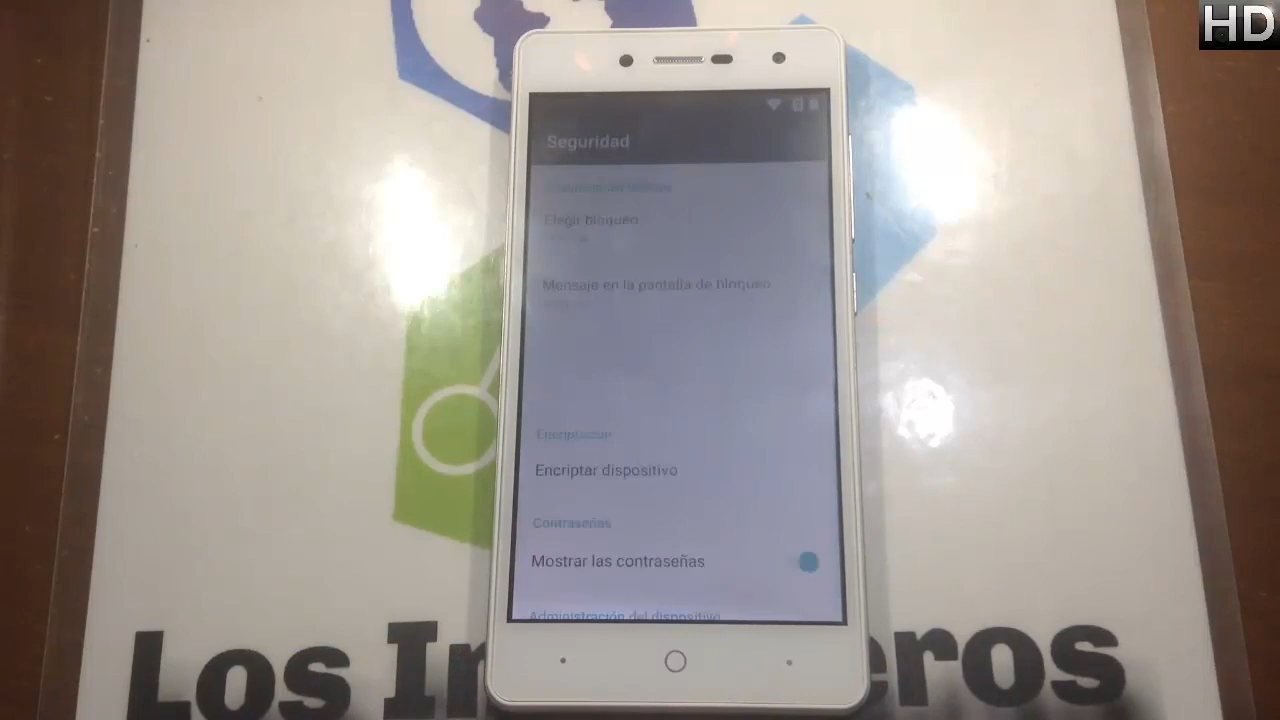 HD
Seguridad
Elegir bloqueo
Mensaje en la pantalla de bloqueo
Encriptación
Encriptar dispositivo
Contraseñas
Mostrar las contraseñas
Administración del dispositivo
Los In eros